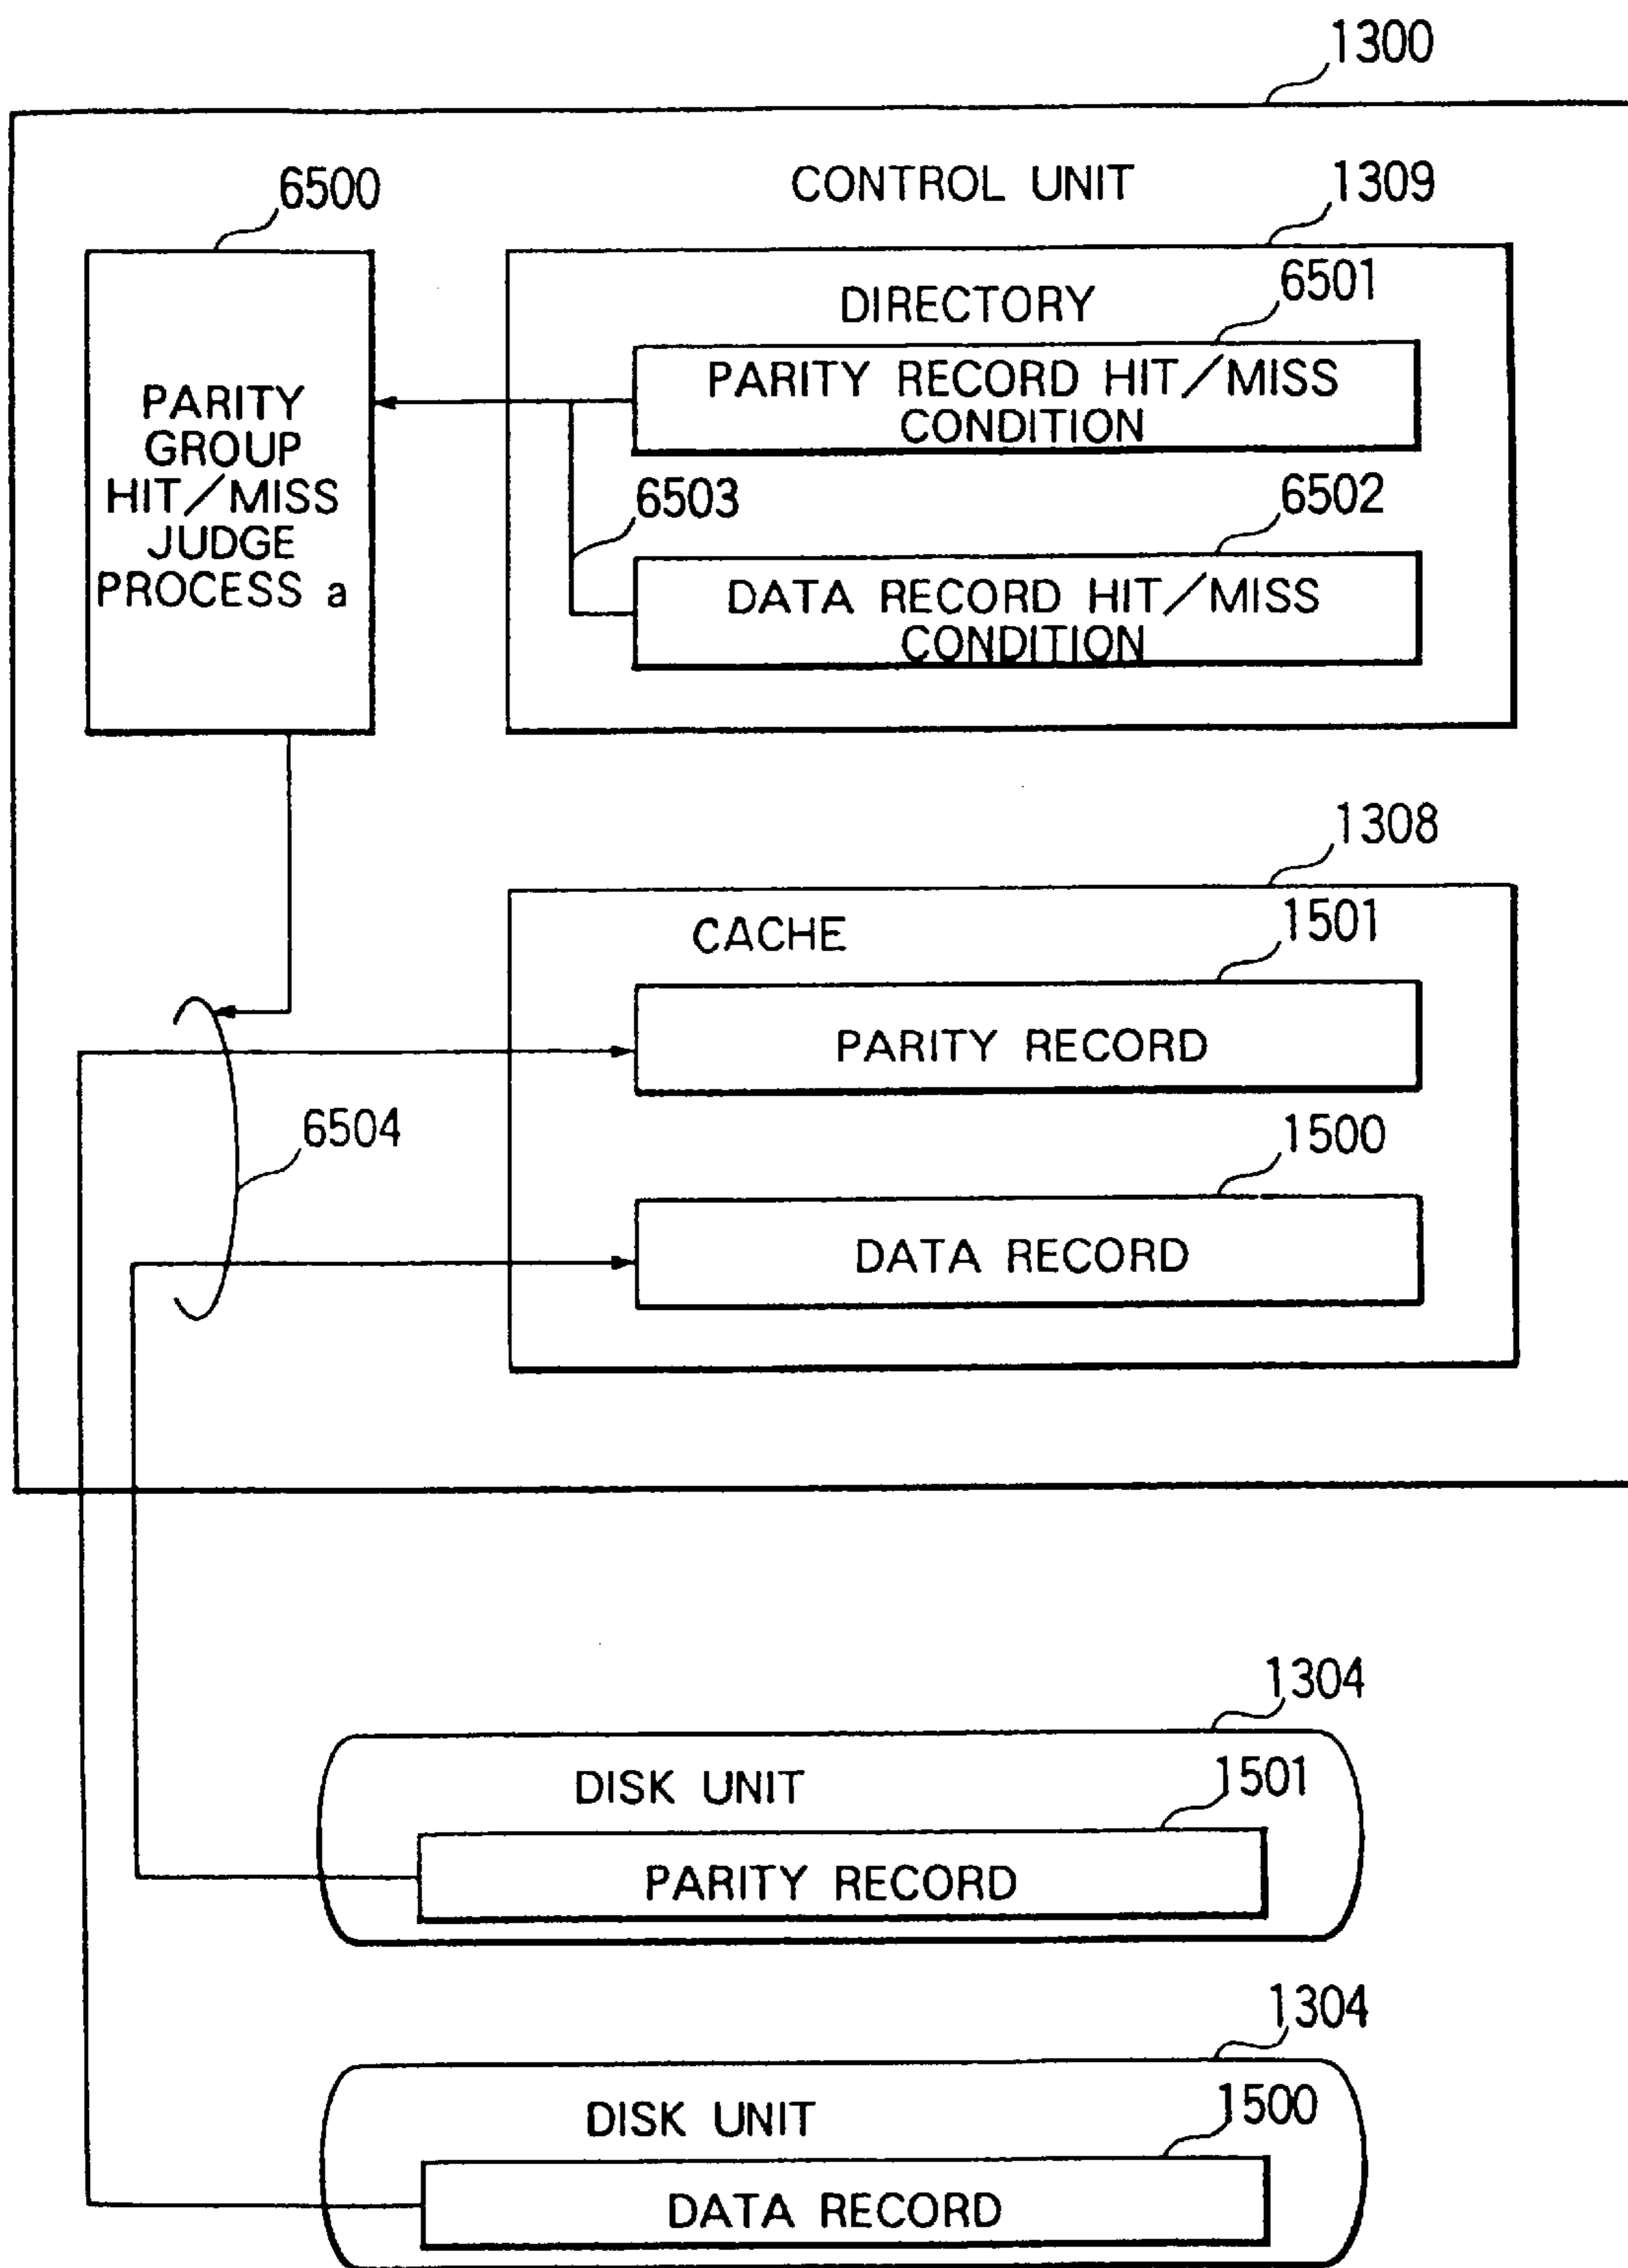 1300
6500
CONTROL UNIT
1309
DIRECTORY
6501
PARITY RECORD HIT/MISS
CONDITION
PARITY
GROUP
HIT/MISS
JUDGE
PROCESS a
6503
6502
DATA RECORD HIT/MISS
CONDITION
1308
CACHE
1501
PARITY RECORD
6504
1500
DATA RECORD
1304
DISK UNIT
1501
PARITY RECORD
1304
DISK UNIT
1500
DATA RECORD